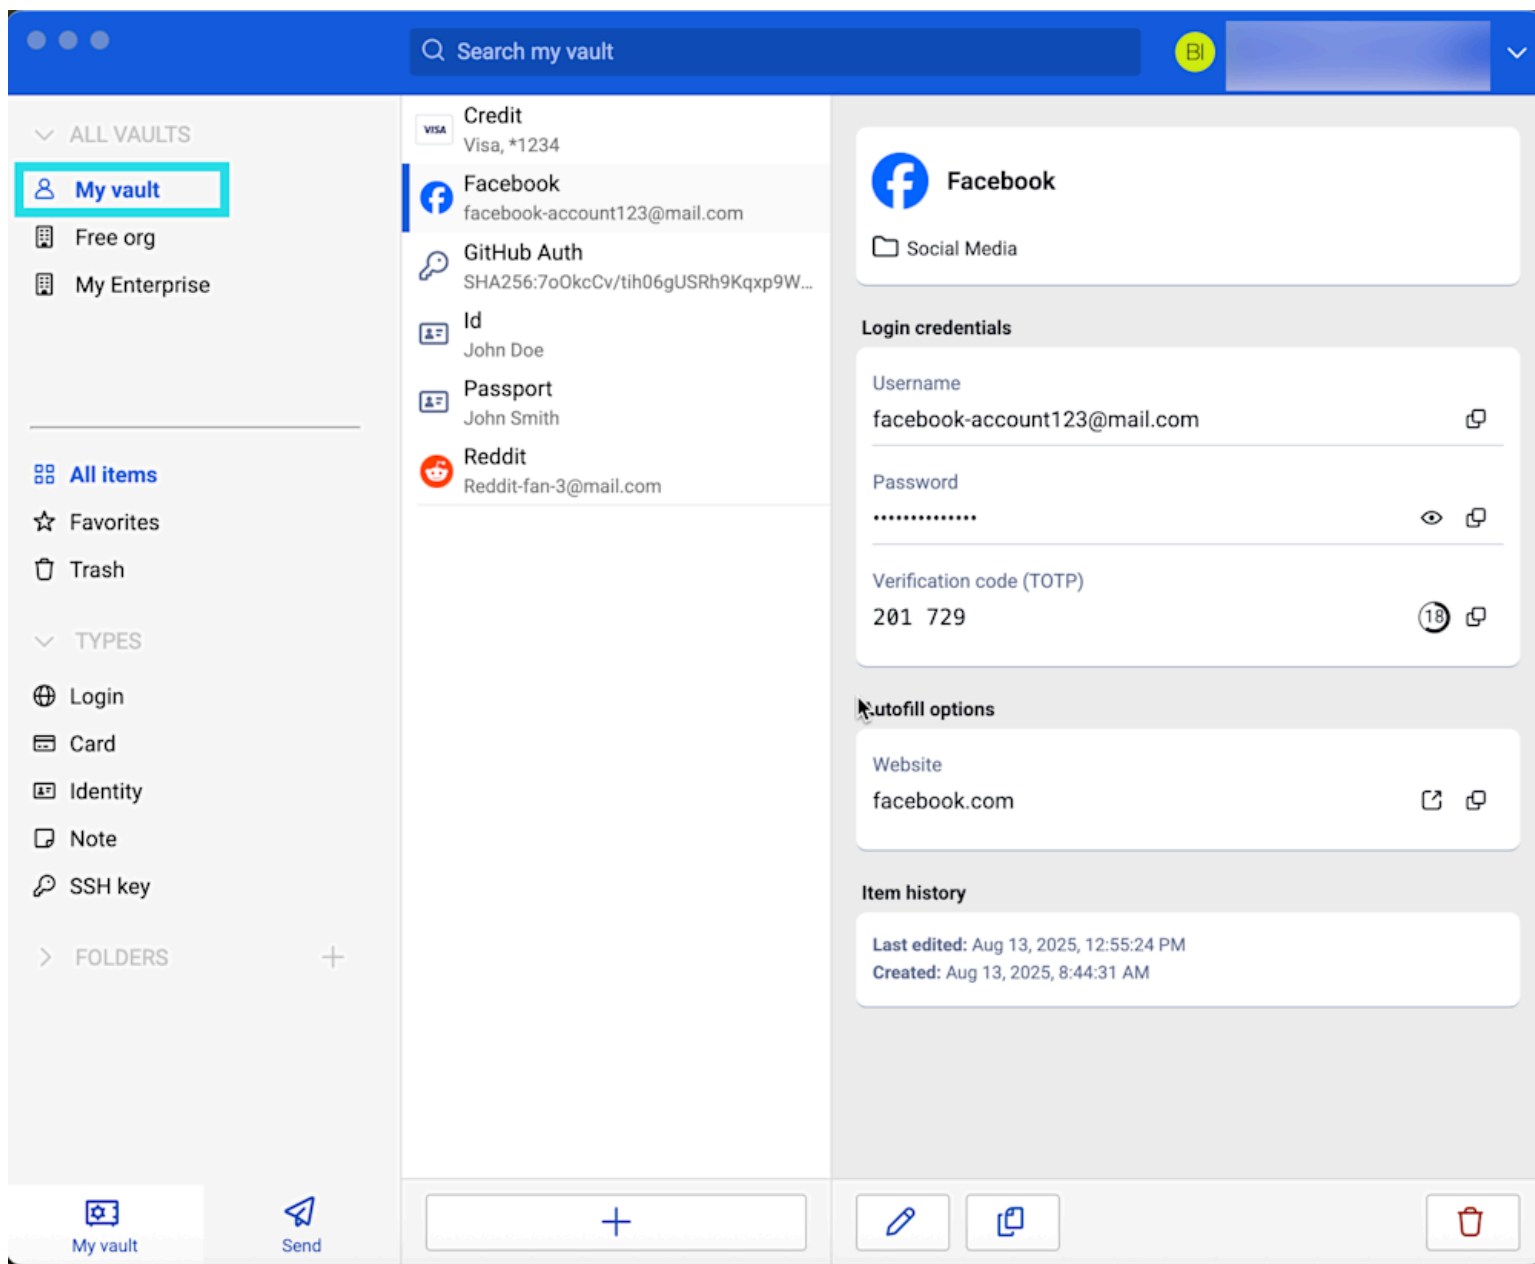 Search my vault
BI
ALL VAULTS
My vault
Free org
My Enterprise
All items
Favorites
Trash
TYPES
Login
Card
Identity
Note
SSH key
FOLDERS
My vault
Send
VISA
Credit
Visa, *1234
Facebook
facebook-account123@mail.com
GitHub Auth
SHA256:7oOkcCv/tih06gUSRh9Kqxp9W...
Id
John Doe
Passport
John Smith
Reddit
Reddit-fan-3@mail.com
Facebook
Social Media
Login credentials
Username
facebook-account123@mail.com
Password
••••••••••••••
Verification code (TOTP)
201 729
18
utofill options
Website
facebook.com
Item history
Last edited: Aug 13, 2025, 12:55:24 PM
Created: Aug 13, 2025, 8:44:31 AM